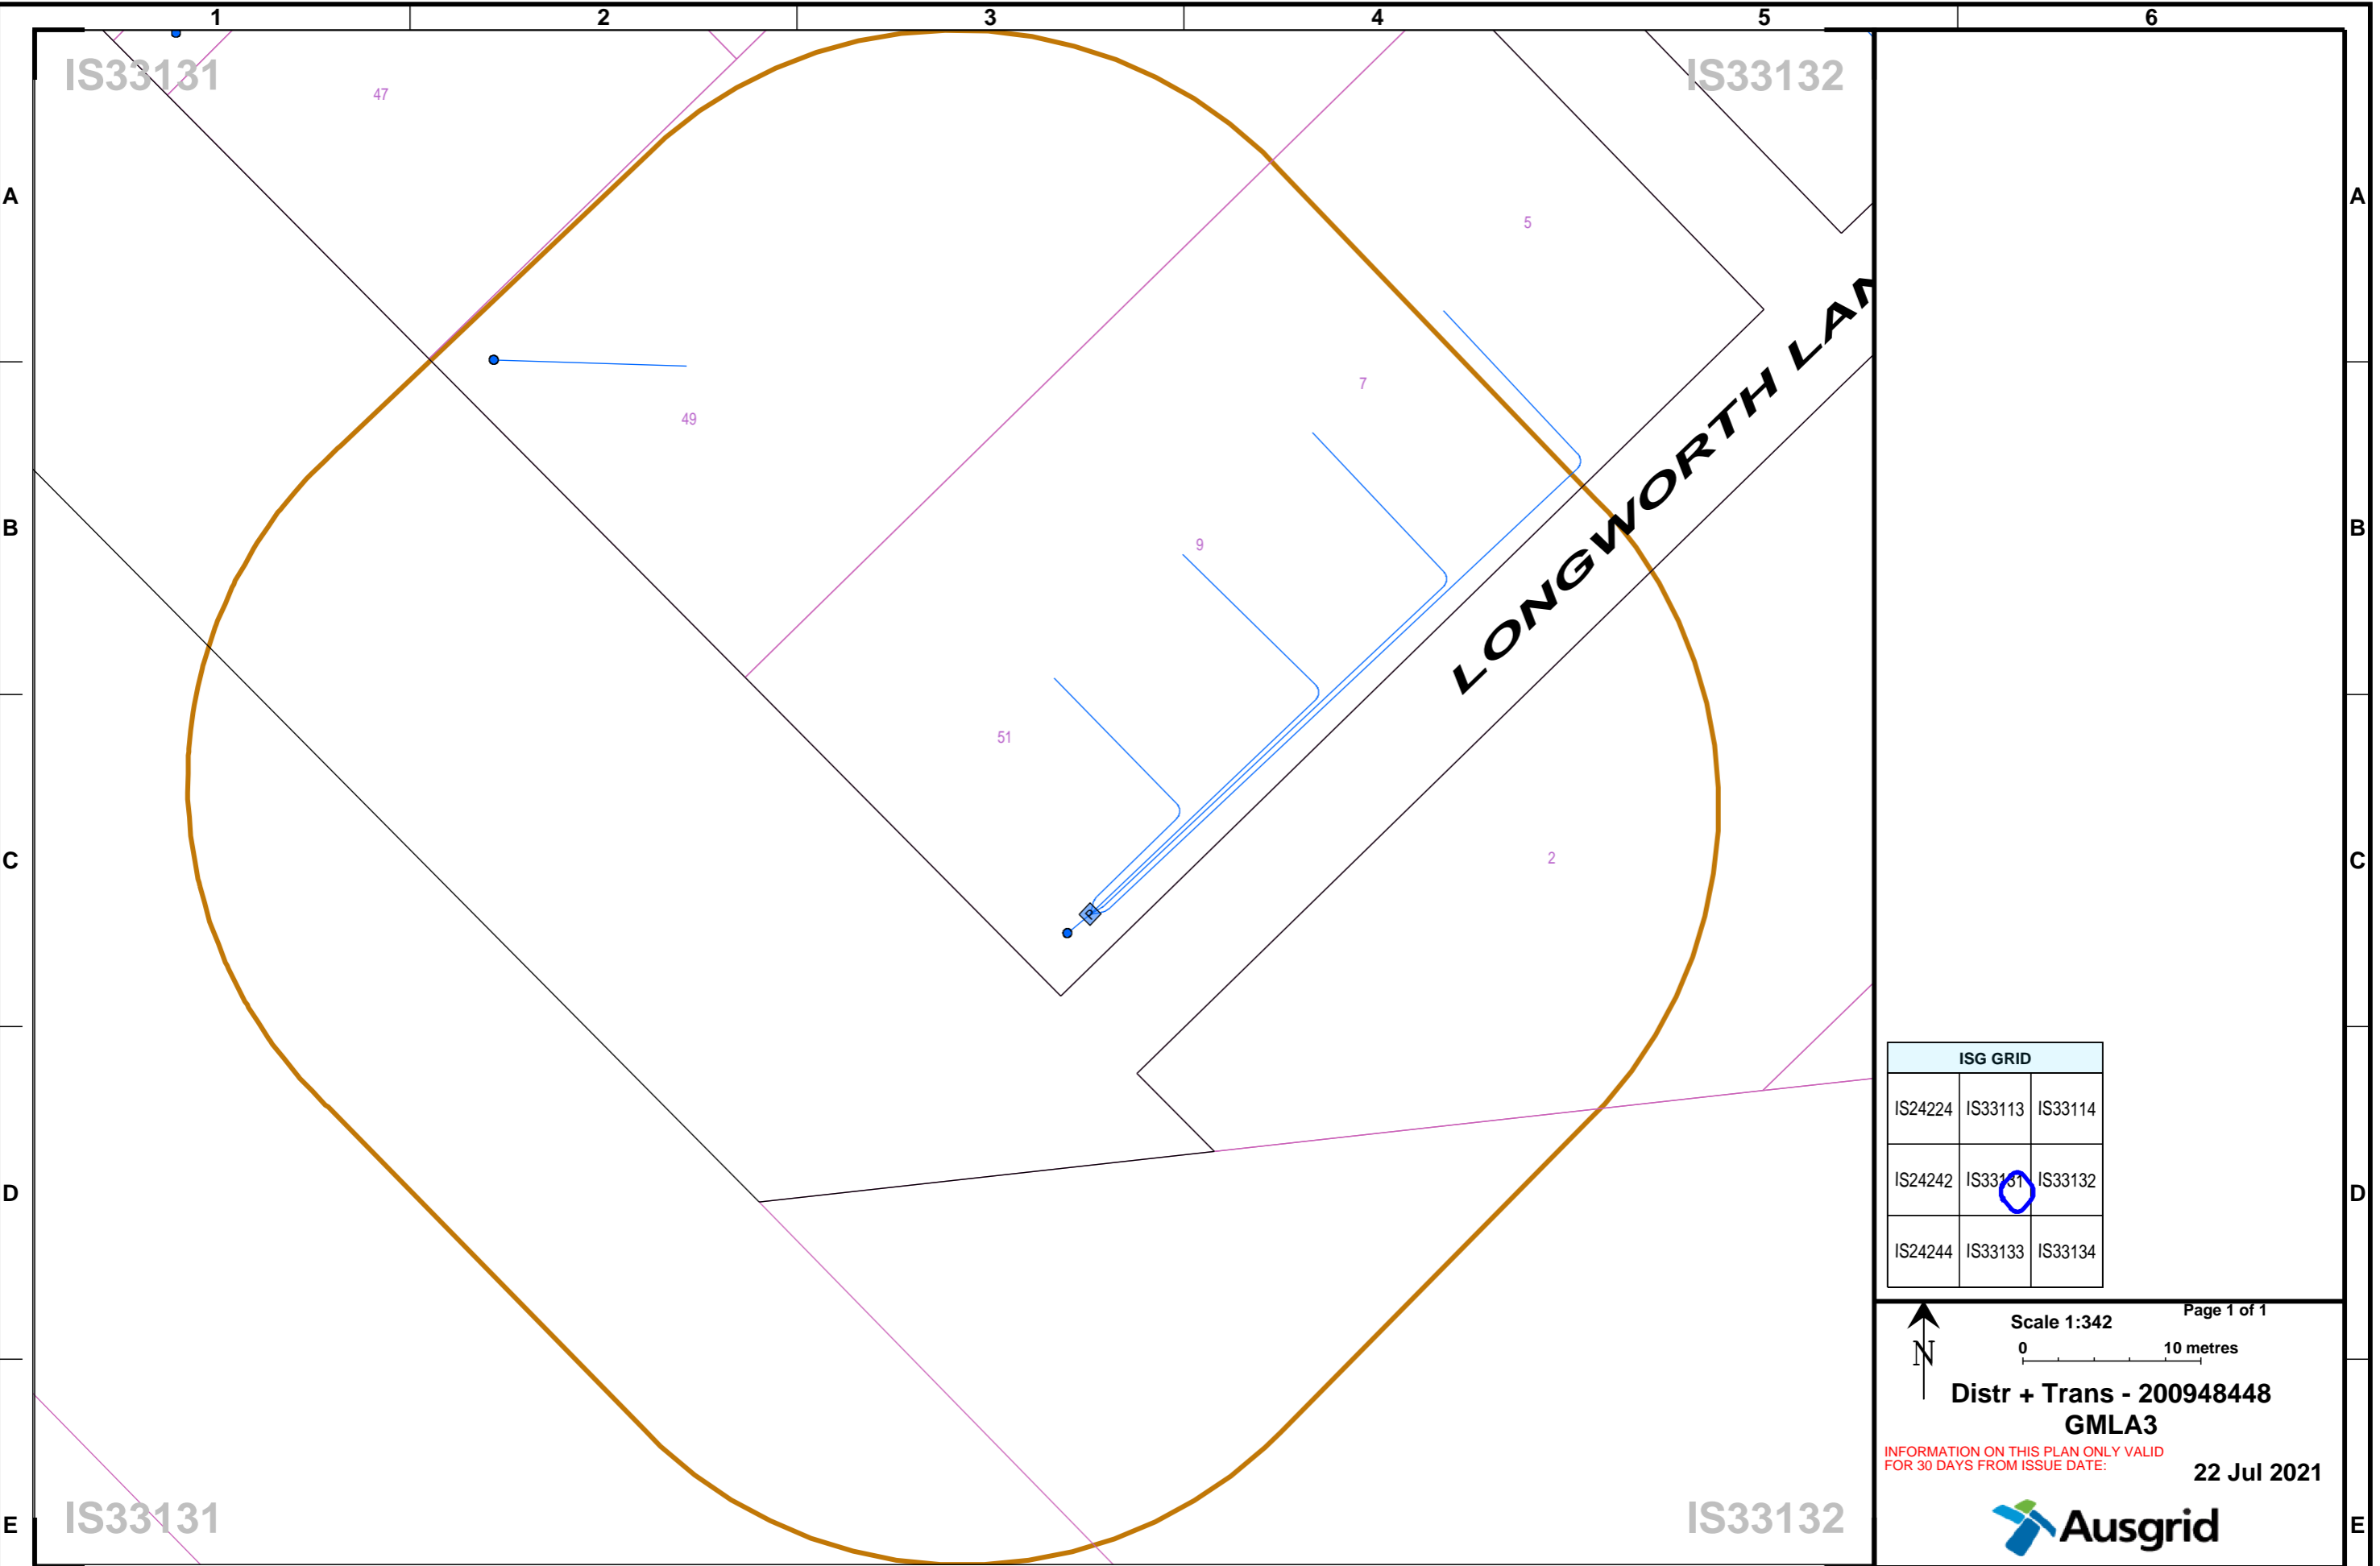 1 2 3 4 5 6
IS33131
IS33132
47
A
A
5
7
49
LONGWORTH LAN
9
B
B
51
C
2
C
ISG GRID
IS24224 IS33113 IS33114
IS24242 IS33131 IS33132
IS24244 IS33133 IS33134
D
D
P
N
Scale 1:342
Page 1 of 1
0 10 metres
Distr + Trans - 200948448
GMLA3
INFORMATION ON THIS PLAN ONLY VALID
FOR 30 DAYS FROM ISSUE DATE:
22 Jul 2021
E
IS33131
IS33132
Ausgrid
E